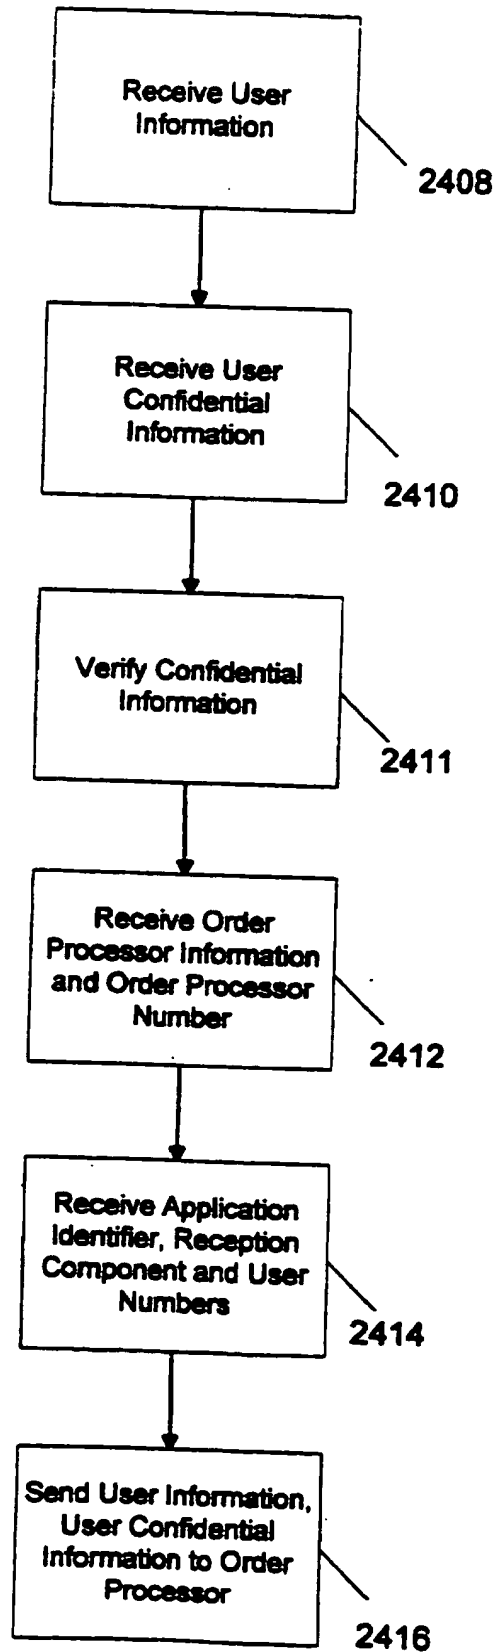 Receive User
Information
2408
Receive User
Confidential
Information
2410
Verify Confidential
Information
2411
Receive Order
Processor Information
and Order Processor
Number
2412
Receive Application
Identifier, Reception
Component and User
Numbers
2414
Send User Information,
User Confidential
Information to Order
Processor
2416